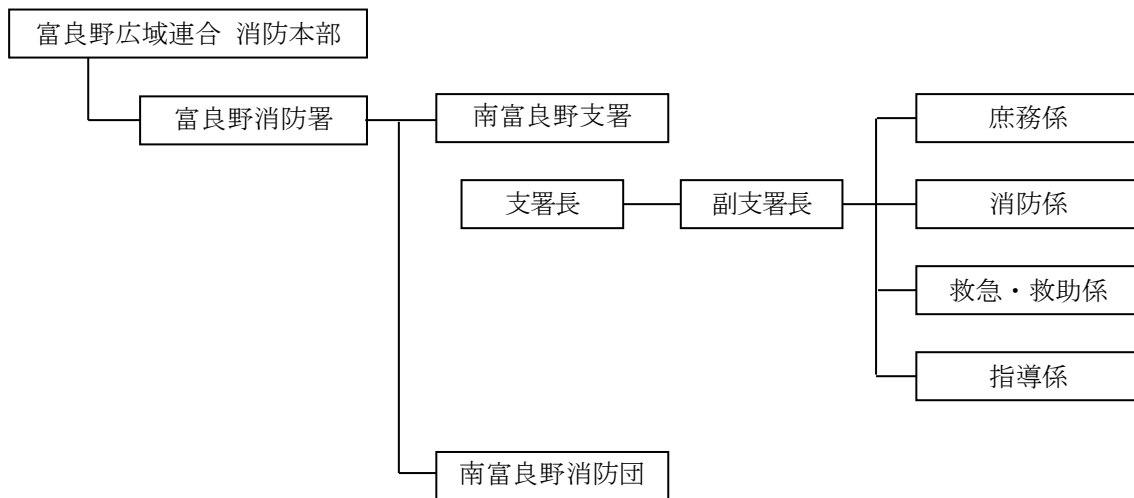 富良野広域連合 消防本部
富良野消防署
南富良野支署
支署長
副支署長
庶務係
消防係
救急・救助係
指導係
南富良野消防団